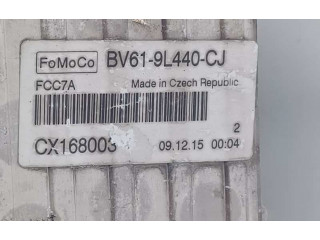 FoMoCo BV61-9L440-CJ
FCC7A Made in Czech Republic
CX168003
2
09.12.15 00:04